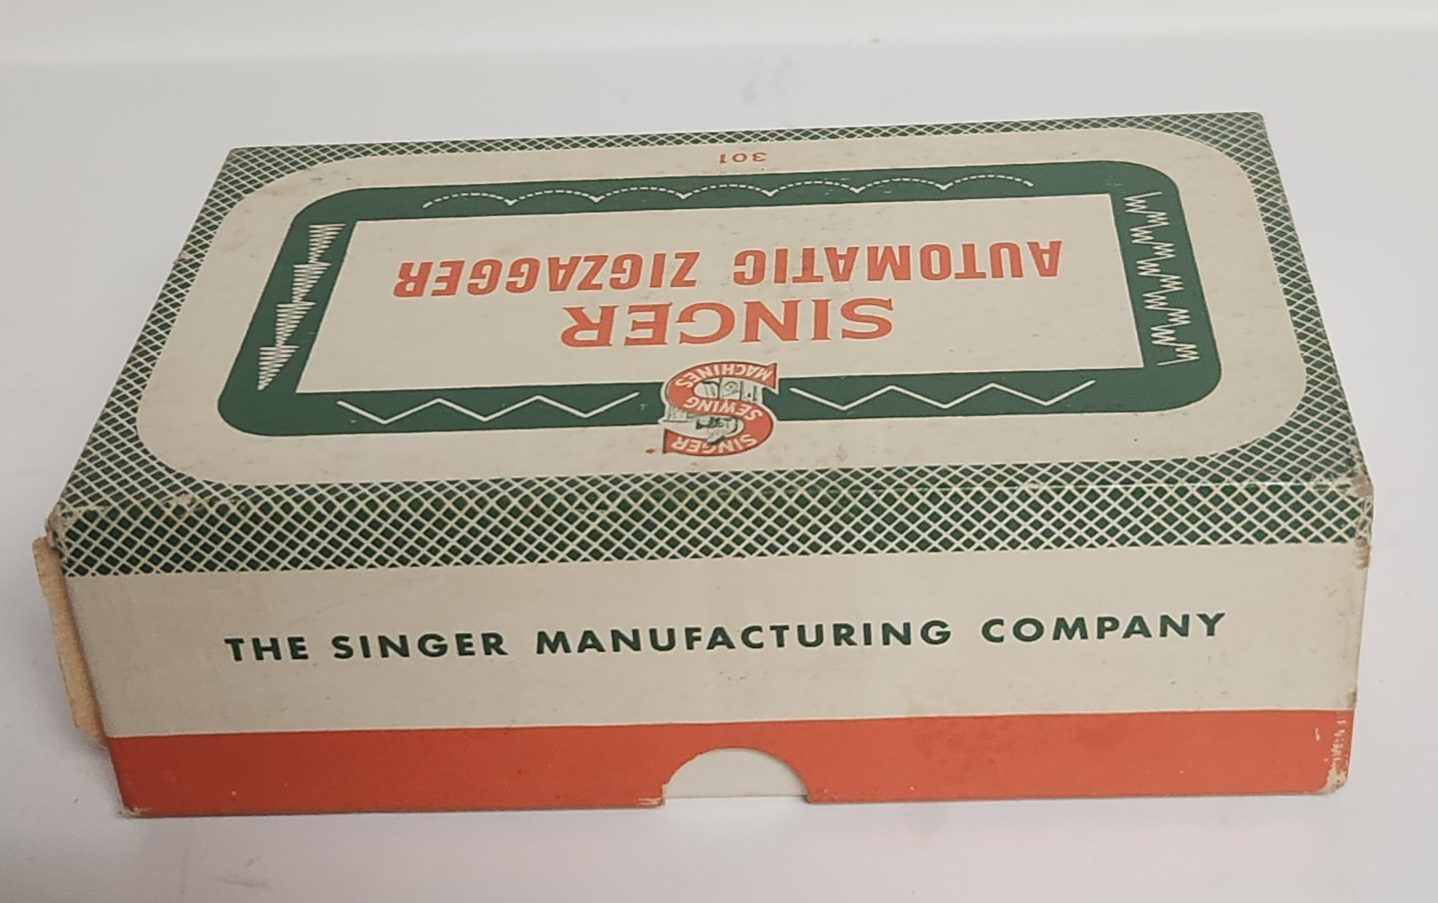 SINGER
SEWING
MACHINES
SINGER
AUTOMATIC ZIGZAGGER
301
THE SINGER MANUFACTURING COMPANY